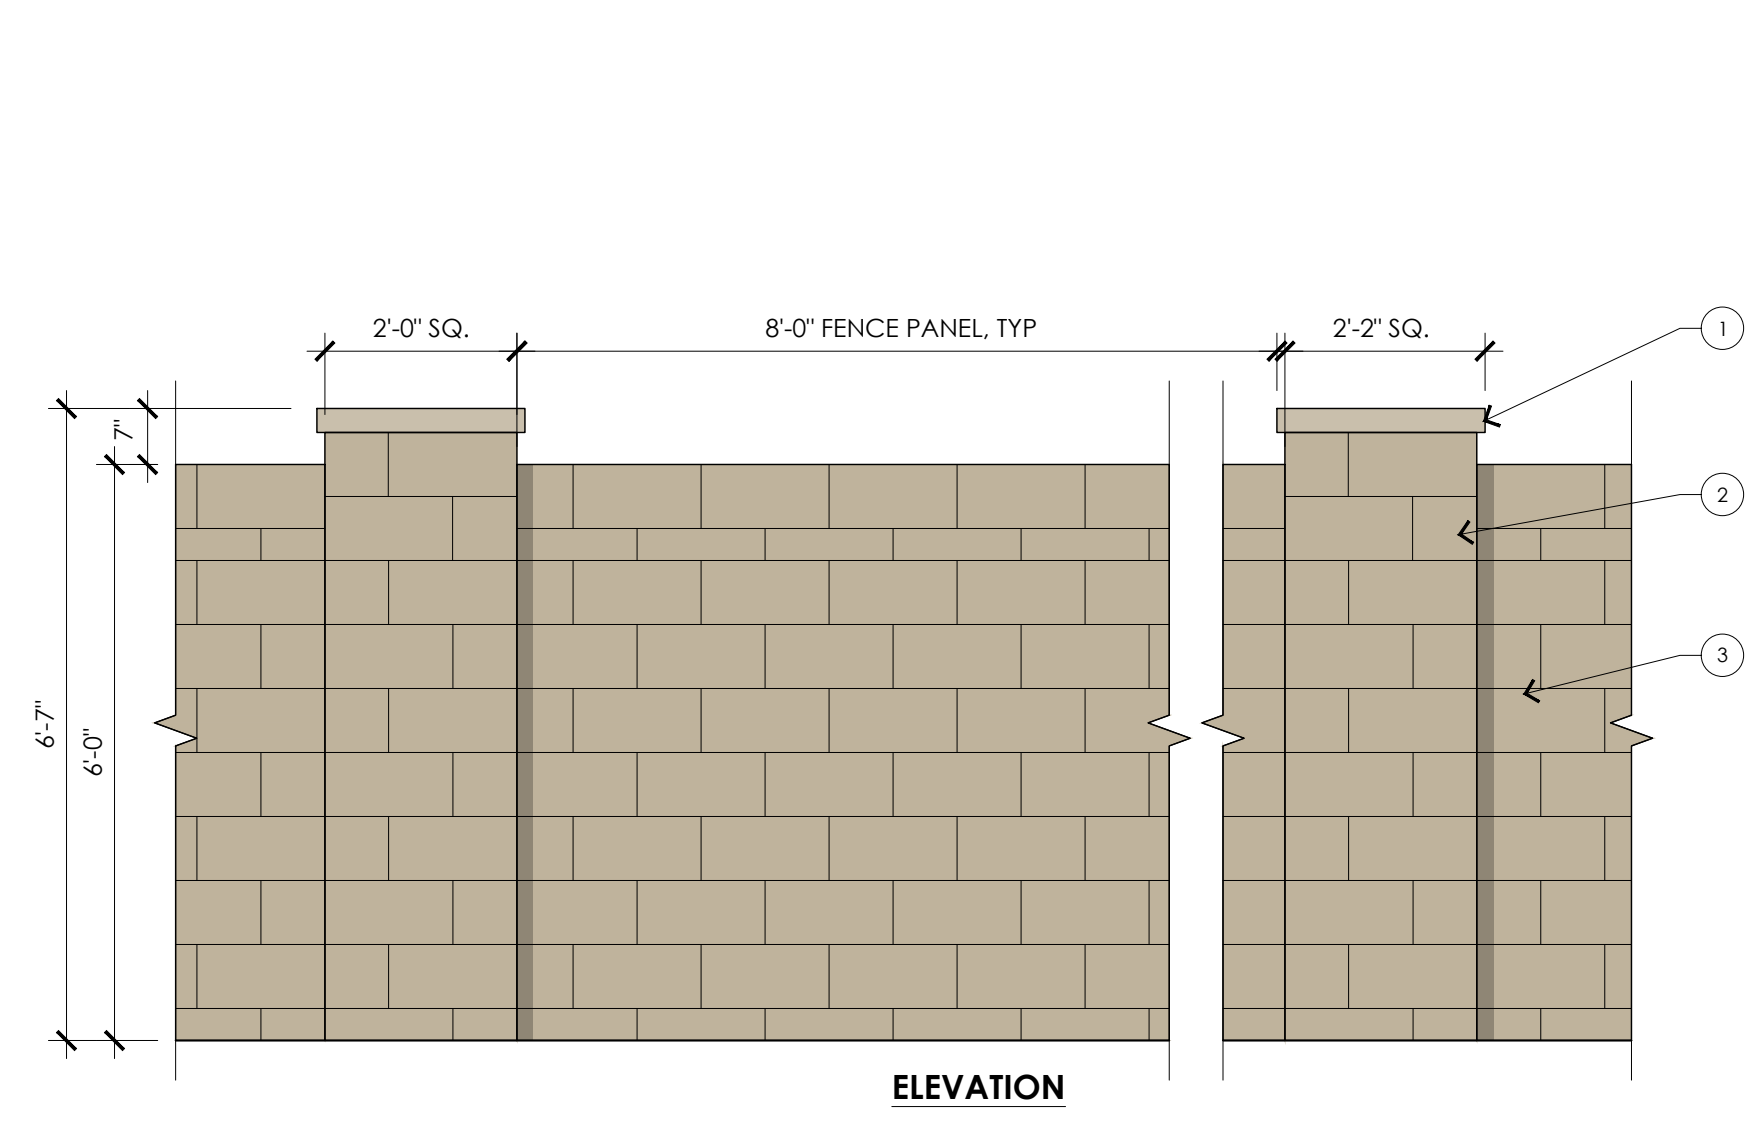 2'-0" SQ.
8'-0" FENCE PANEL, TYP
2'-2" SQ.
1
7"
2
3
6'-7"
6'-0"
ELEVATION